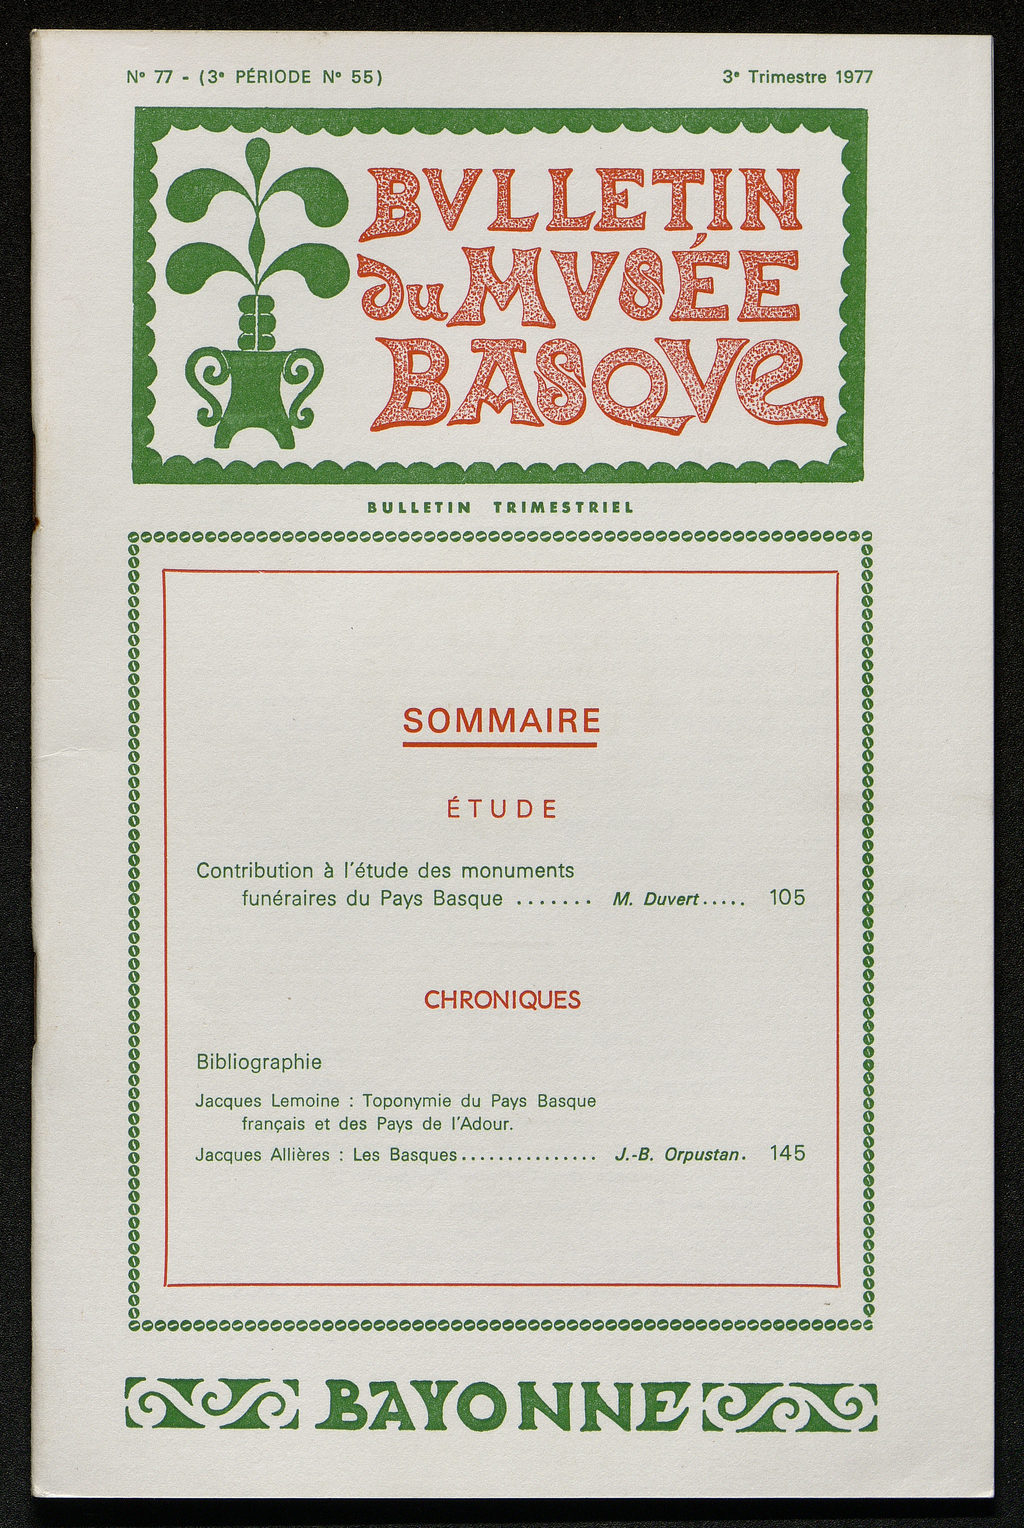 Nº 77 - (3e PÉRIODE Nº 55)
3e Trimestre 1977
BVLLETIN
du MVSÉE
BASQVe
BULLETIN TRIMESTRIEL
SOMMAIRE
ÉTUDE
Contribution à l'étude des monuments
funéraires du Pays Basque ....... M. Duvert..... 105
CHRONIQUES
Bibliographie
Jacques Lemoine : Toponymie du Pays Basque
français et des Pays de l'Adour.
Jacques Allières : Les Basques............... J.-B. Orpustan. 145
BAYONNE